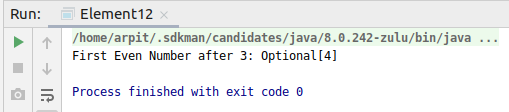 Run: Element12
/home/arpit/.sdkman/candidates/java/8.0.242-zulu/bin/java ...
First Even Number after 3: Optional[4]
Process finished with exit code 0